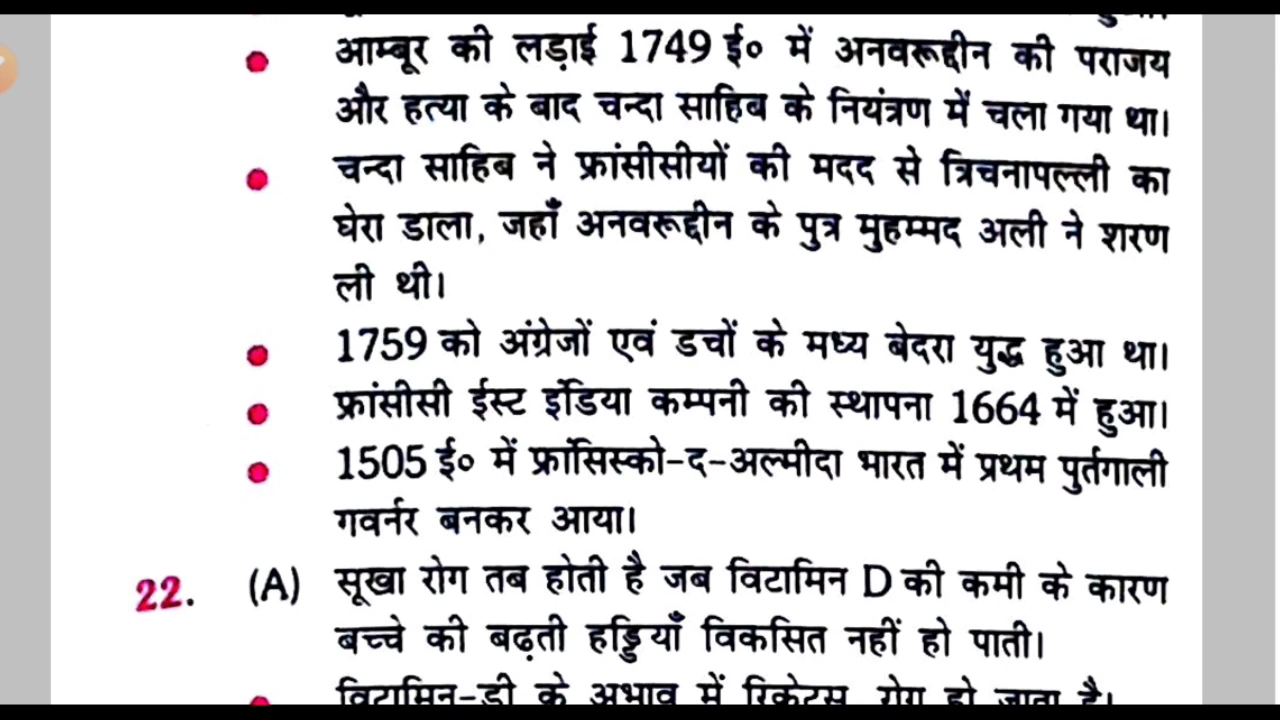 आम्बूर की लड़ाई 1749 ई० में अनवरूद्दीन की पराजय
और हत्या के बाद चन्दा साहिब के नियंत्रण में चला गया था।
चन्दा साहिब ने फ्रांसीसीयों की मदद से त्रिचनापल्ली का
घेरा डाला, जहाँ अनवरूद्दीन के पुत्र मुहम्मद अली ने शरण
ली थी।
1759 को अंग्रेजों एवं डचों के मध्य बेदरा युद्ध हुआ था।
फ्रांसीसी ईस्ट इंडिया कम्पनी की स्थापना 1664 में हुआ।
1505 ई० में फ्रांसिस्को-द-अल्मीदा भारत में प्रथम पुर्तगाली
गवर्नर बनकर आया।
22. (A) सूखा रोग तब होती है जब विटामिन D की कमी के कारण
बच्चे की बढ़ती हड्डियाँ विकसित नहीं हो पाती।
विटामिन-डी के अभाव में रिकेट्स रोग हो जाता है।